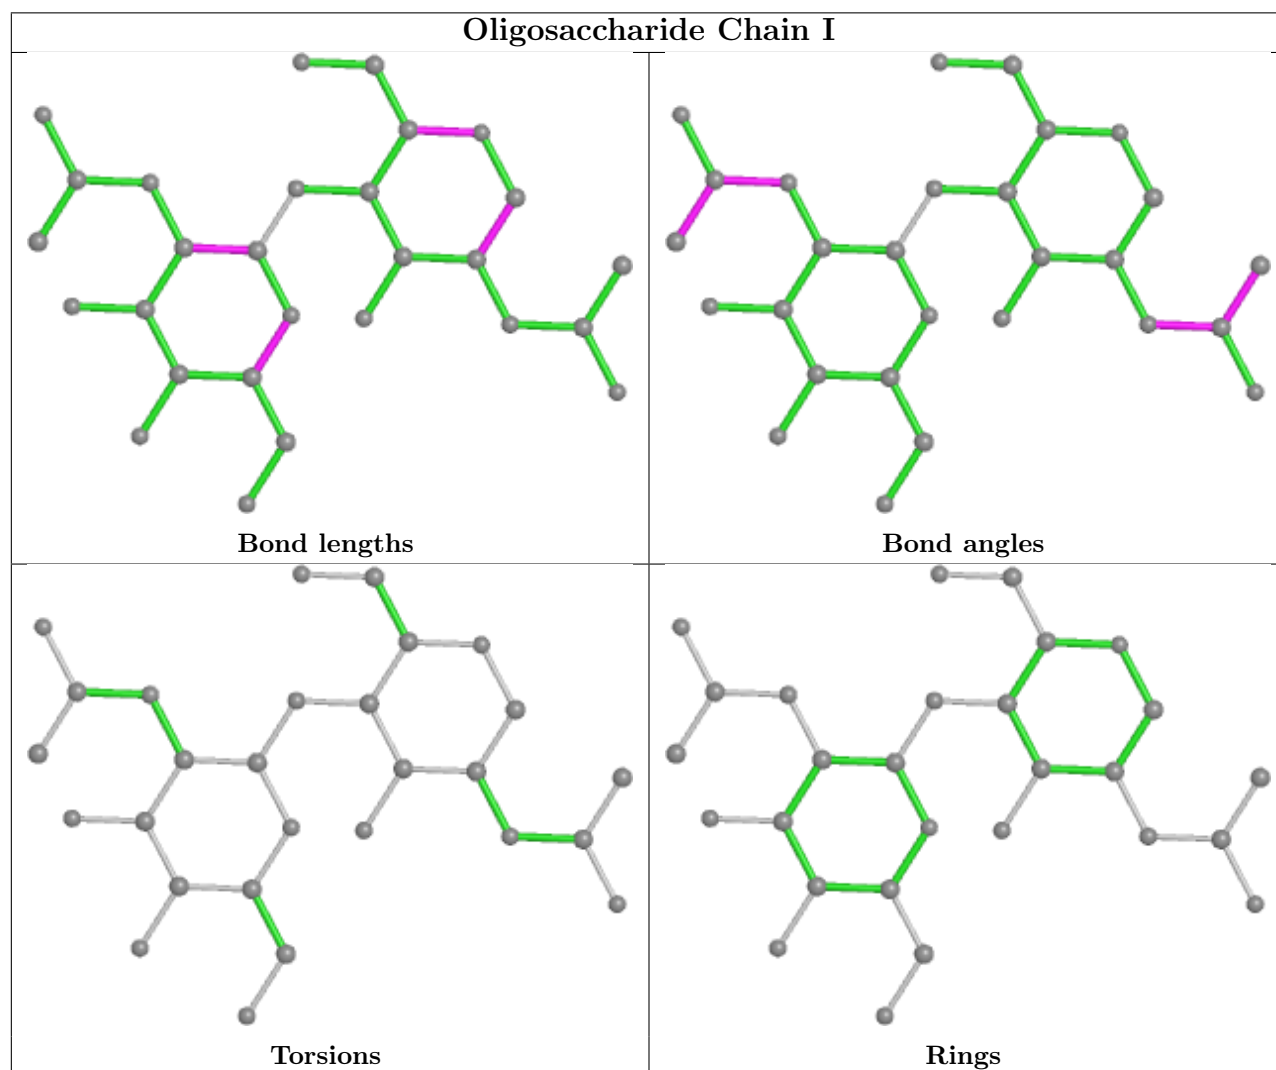 Oligosaccharide Chain I
Bond lengths
Bond angles
Torsions
Rings